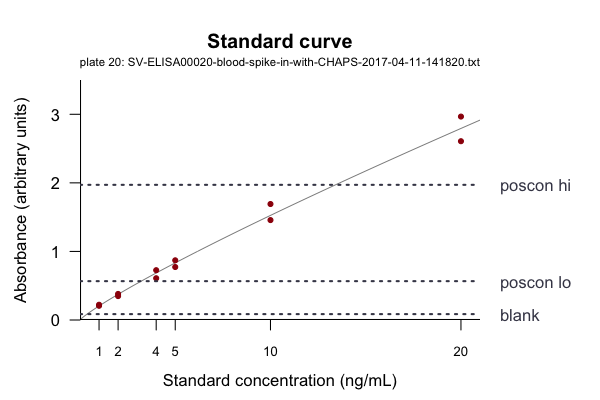 Standard curve
plate 20: SV-ELISA00020-blood-spike-in-with-CHAPS-2017-04-11-141820.txt
Absorbance (arbitrary units)
3
2
1
0
poscon hi
poscon lo
blank
1 2 4 5 10 20
Standard concentration (ng/mL)